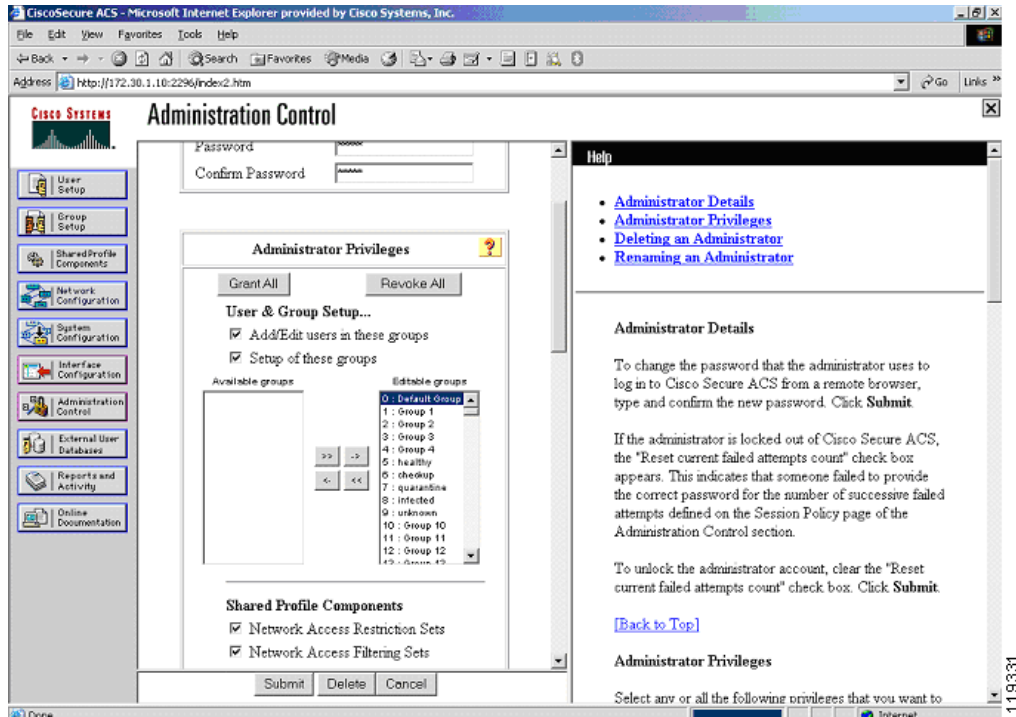 CiscoSecure ACS - Microsoft Internet Explorer provided by Cisco Systems, Inc.
File Edit View Favorites Tools Help
Back Search Favorites Media
Address http://172.30.1.10:2296/index2.htm Go Links »
CISCO SYSTEMS
Administration Control
User Setup
Group Setup
Shared Profile Components
Network Configuration
System Configuration
Interface Configuration
Administration Control
External User Databases
Reports and Activity
Online Documentation
Password
Confirm Password
Administrator Privileges ?
Grant All Revoke All
User & Group Setup...
Add/Edit users in these groups
Setup of these groups
Available groups Editable groups
0 : Default Group
1 : Group 1
2 : Group 2
3 : Group 3
4 : Group 4
5 : healthy
6 : checkup
7 : quarantine
8 : infected
9 : unknown
10 : Group 10
11 : Group 11
12 : Group 12
>> ->
<- <<
Shared Profile Components
Network Access Restriction Sets
Network Access Filtering Sets
Submit Delete Cancel
Help
Administrator Details
Administrator Privileges
Deleting an Administrator
Renaming an Administrator
Administrator Details
To change the password that the administrator uses to
log in to Cisco Secure ACS from a remote browser,
type and confirm the new password. Click Submit.
If the administrator is locked out of Cisco Secure ACS,
the "Reset current failed attempts count" check box
appears. This indicates that someone failed to provide
the correct password for the number of successive failed
attempts defined on the Session Policy page of the
Administration Control section.
To unlock the administrator account, clear the "Reset
current failed attempts count" check box. Click Submit.
[Back to Top]
Administrator Privileges
Select any or all the following privileges that you want to
Done Internet
119331